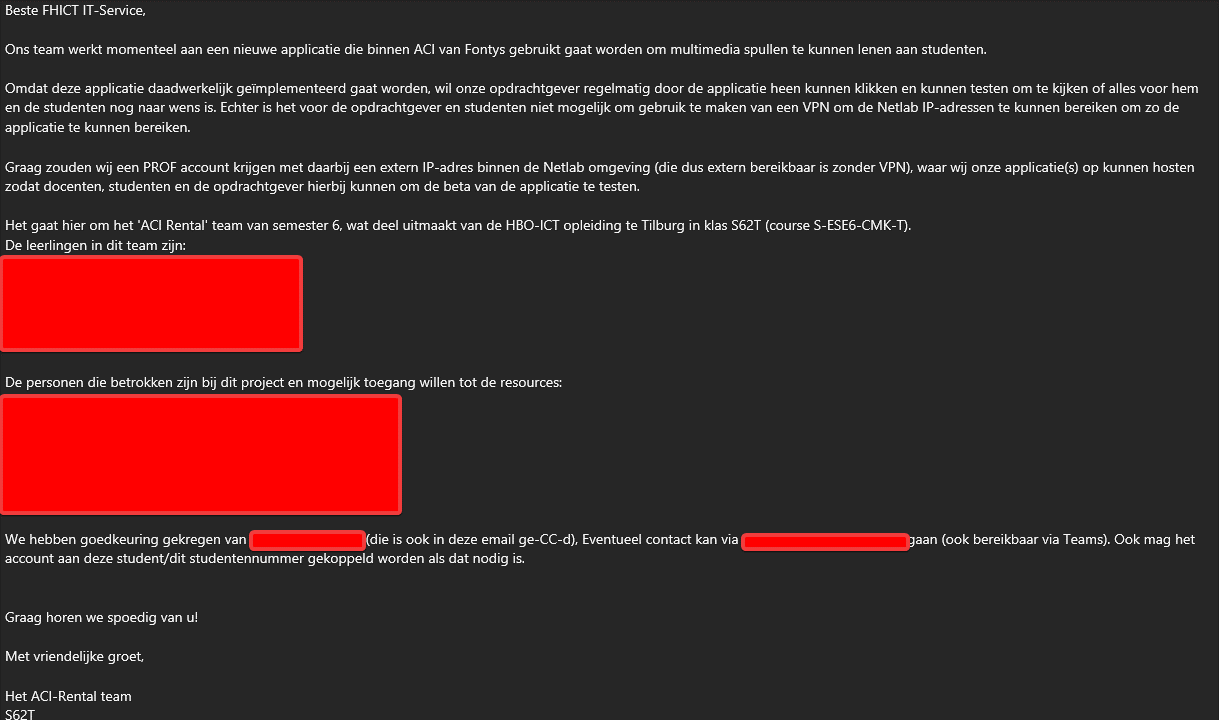 Beste FHICT IT-Service,
Ons team werkt momenteel aan een nieuwe applicatie die binnen ACI van Fontys gebruikt gaat worden om multimedia spullen te kunnen lenen aan studenten.
Omdat deze applicatie daadwerkelijk geïmplementeerd gaat worden, wil onze opdrachtgever regelmatig door de applicatie heen kunnen klikken en kunnen testen om te kijken of alles voor hem
en de studenten nog naar wens is. Echter is het voor de opdrachtgever en studenten niet mogelijk om gebruik te maken van een VPN om de Netlab IP-adressen te kunnen bereiken om zo de
applicatie te kunnen bereiken.
Graag zouden wij een PROF account krijgen met daarbij een extern IP-adres binnen de Netlab omgeving (die dus extern bereikbaar is zonder VPN), waar wij onze applicatie(s) op kunnen hosten
zodat docenten, studenten en de opdrachtgever hierbij kunnen om de beta van de applicatie te testen.
Het gaat hier om het 'ACI Rental' team van semester 6, wat deel uitmaakt van de HBO-ICT opleiding te Tilburg in klas S62T (course S-ESE6-CMK-T).
De leerlingen in dit team zijn:
De personen die betrokken zijn bij dit project en mogelijk toegang willen tot de resources:
We hebben goedkeuring gekregen van (die is ook in deze email ge-CC-d), Eventueel contact kan via gaan (ook bereikbaar via Teams). Ook mag het
account aan deze student/dit studentennummer gekoppeld worden als dat nodig is.
Graag horen we spoedig van u!
Met vriendelijke groet,
Het ACI-Rental team
S62T